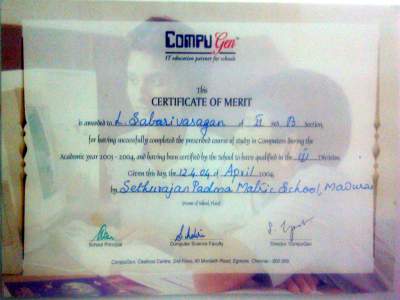 COMPUGen
IT education partner for schools
This
CERTIFICATE OF MERIT
is awarded to L. Sabarivasagan of II std B Section,
for having successfully completed the prescribed course of study in Computers during the
Academic year 2003 - 2004, and having been certified by the School to have qualified in the III Division.
Given this day, the 12.4.04 of April 2004
by Sethurajan Padma Matric School, Madurai
(Name of School, Place)
School Principal
Computer Science Faculty
Director CompuGen
CompuGen, Dealsool Centre, 2nd Floor, Montieth Road, Egmore, Chennai - 600 008